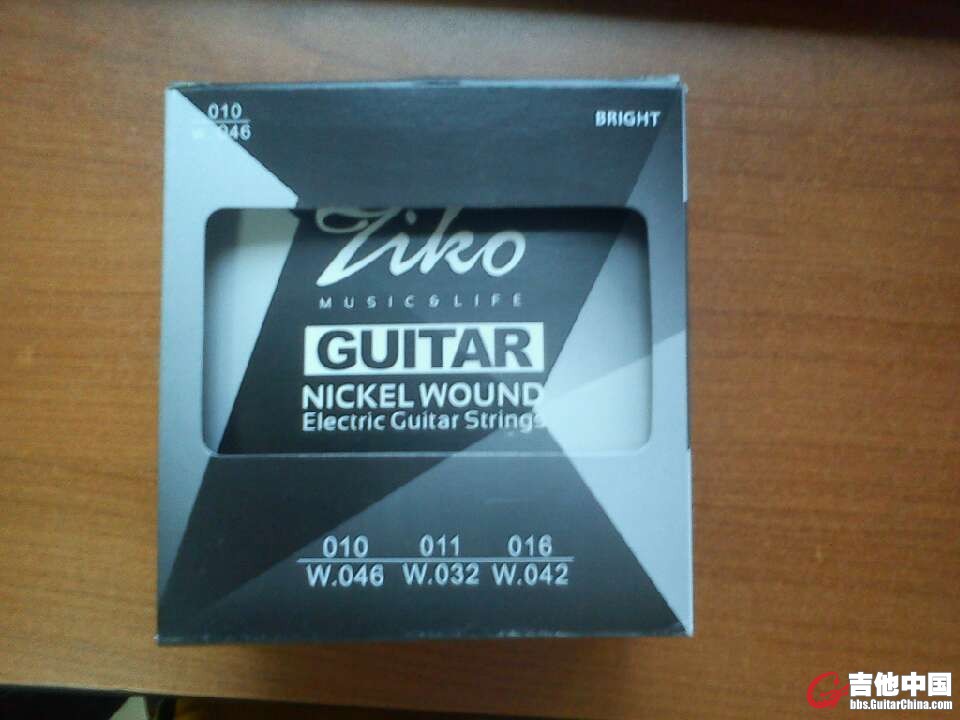 010
W.046
BRIGHT
Ziko
MUSIC & LIFE
GUITAR
NICKEL WOUND
Electric Guitar Strings
010 011 016
W.046 W.032 W.042
吉他中国
bbs.GuitarChina.com